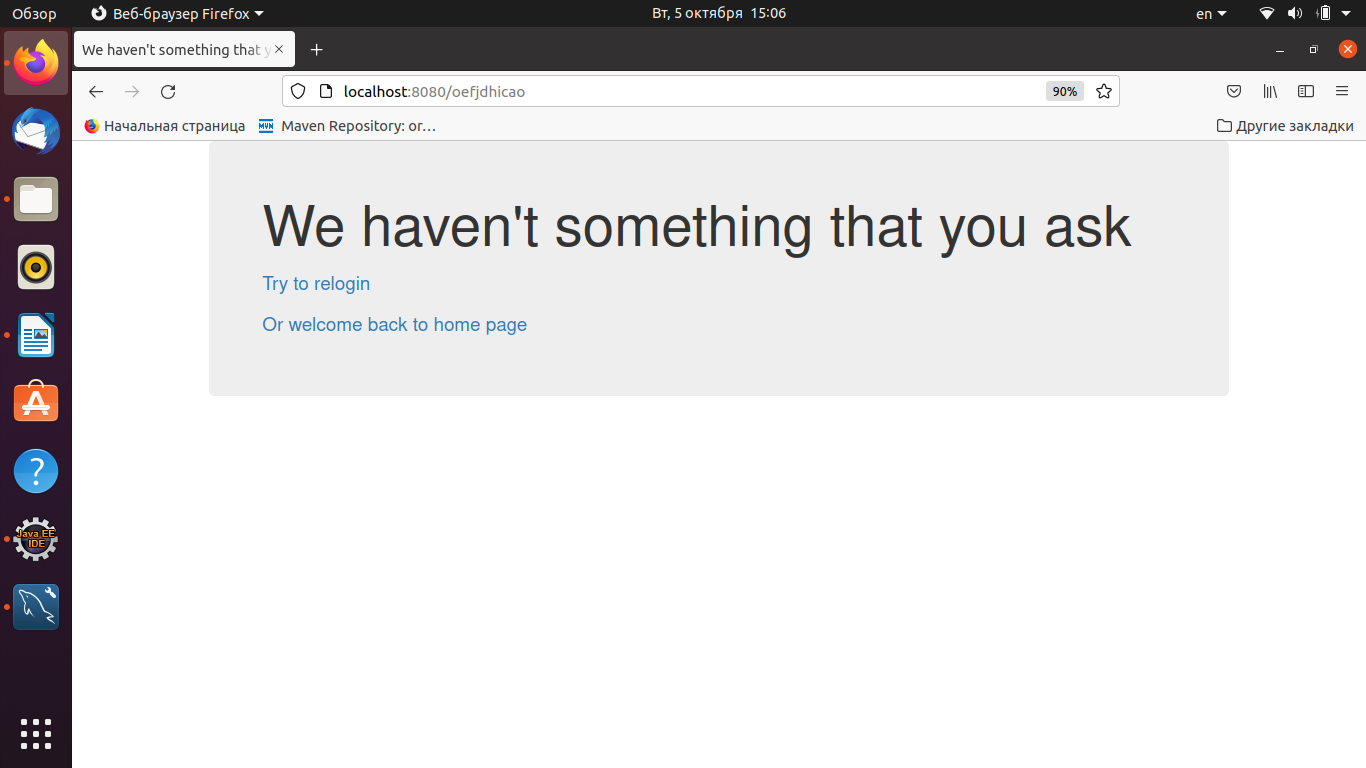 Обзор
Веб-браузер Firefox
Вт, 5 октября 15:06
en
We haven't something that y
localhost:8080/oefjdhicao
90%
Начальная страница
MVN
Maven Repository: or…
Другие закладки
We haven't something that you ask
Try to relogin
Or welcome back to home page
?
Java EE
IDE